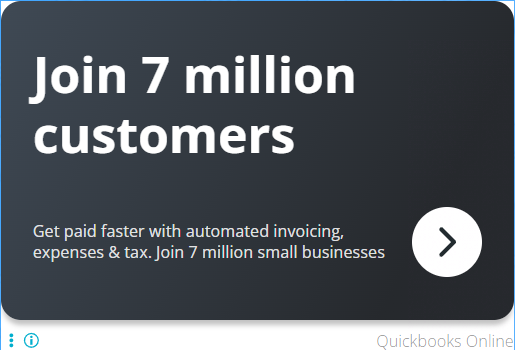 Join 7 million
customers
Get paid faster with automated invoicing,
expenses & tax. Join 7 million small businesses
Quickbooks Online